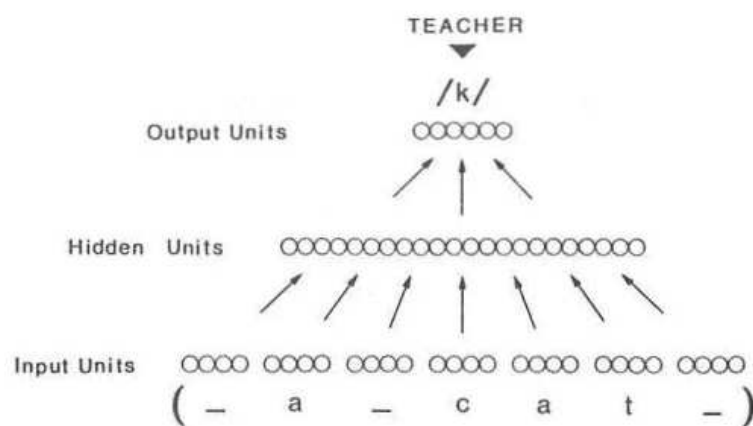 TEACHER
/k/
Output Units
Hidden Units
Input Units
( _ a _ c a t _ )